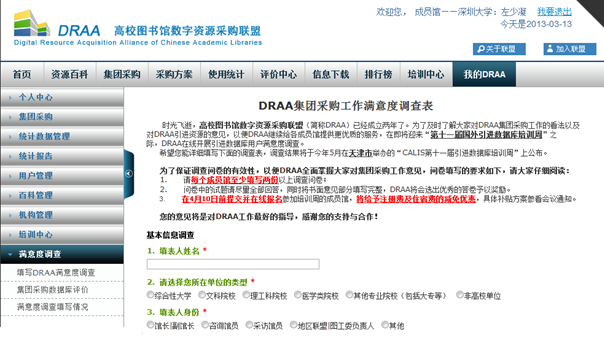 欢迎您， 成员馆－－深圳大学：左少凝 我要退出
今天是2013-03-13
DRAA 高校图书馆数字资源采购联盟
Digital Resource Acquisition Alliance of Chinese Academic Libraries
关于联盟 加入联盟
首页 资源百科 集团采购 采购方案 使用统计 评价中心 信息下载 排行榜 培训中心 我的DRAA
个人中心
集团采购
统计数据管理
统计报告
用户管理
百科管理
机构管理
培训中心
满意度调查
填写DRAA满意度调查
集团采购数据库评价
满意度调查填写情况
DRAA集团采购工作满意度调查表
时光飞逝，高校图书馆数字资源采购联盟（简称DRAA）已经成立两年了。为了及时了解大家对DRAA集团采购工作的看法以及
对DRAA引进资源的意见，以便DRAA继续给各成员馆提供更优质的服务，在即将迎来“第十一届国外引进数据库培训周”之
际，DRAA在线开展引进数据库用户满意度调查。
希望您能详细填写下面的调查表，调查结果将于今年5月在天津市举办的“CALIS第十一届引进数据库培训周”上公布。
为了保证调查问卷的有效性，以便DRAA全面掌握大家对集团采购工作意见，问卷填写的要求如下，请大家仔细阅读：
1. 请每个成员馆至少填写两份以上调查问卷；
2. 问卷中的试题请尽量全部回答，同时将书面意见部分填写完整，DRAA将会选出优秀的答卷予以奖励。
3. 在4月10日前提交并在线报名参加培训周的成员馆，将给予注册费及住宿费的减免优惠，具体补贴方案参看会议通知。
您的意见将是对DRAA工作最好的指导，感谢您的支持与合作！
基本信息调查
1. 填表人姓名 *
2. 请选择您所在单位的类型 *
综合性大学 文科院校 理工科院校 医学类院校 其他专业院校（包括大专等） 非高校单位
3. 填表人身份 *
馆长/副馆长 咨询馆员 采访馆员 地区联盟/图工委负责人 其他